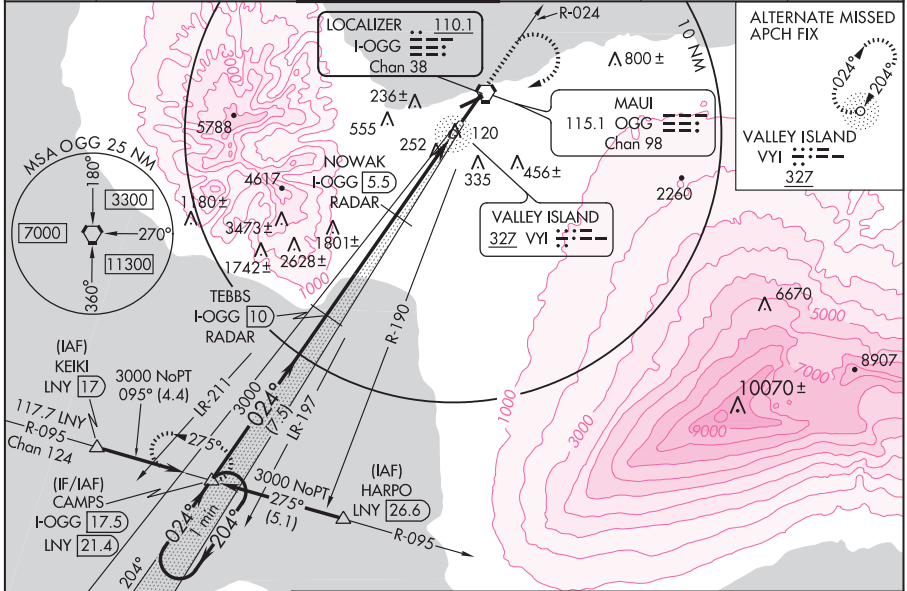 LOCALIZER 110.1
I-OGG
Chan 38
R-024
10 NM
ALTERNATE MISSED
APCH FIX
024°
204°
VALLEY ISLAND
VYI
327
3000
5788
236±
555
252
120
800±
MAUI
115.1 OGG
Chan 98
335
456±
2260
VALLEY ISLAND
327 VYI
MSA OGG 25 NM
180°
3300
7000
270°
11300
360°
NOWAK
I-OGG 5.5
RADAR
4617
1180±
3473±
1801±
1742±
2628±
1000
TEBBS
I-OGG 10
RADAR
R-190
6670
5000
7000
8907
10070±
9000
1000
3000
(IAF)
KEIKI
LNY 17
3000 NoPT
095° (4.4)
117.7 LNY
R-095
Chan 124
LR-211
3000
024°
(7.5)
LR-197
275°
(IF/IAF)
CAMPS
I-OGG 17.5
LNY 21.4
3000 NoPT
275°
(5.1)
(IAF)
HARPO
LNY 26.6
R-095
024°
1 min
204°
204°